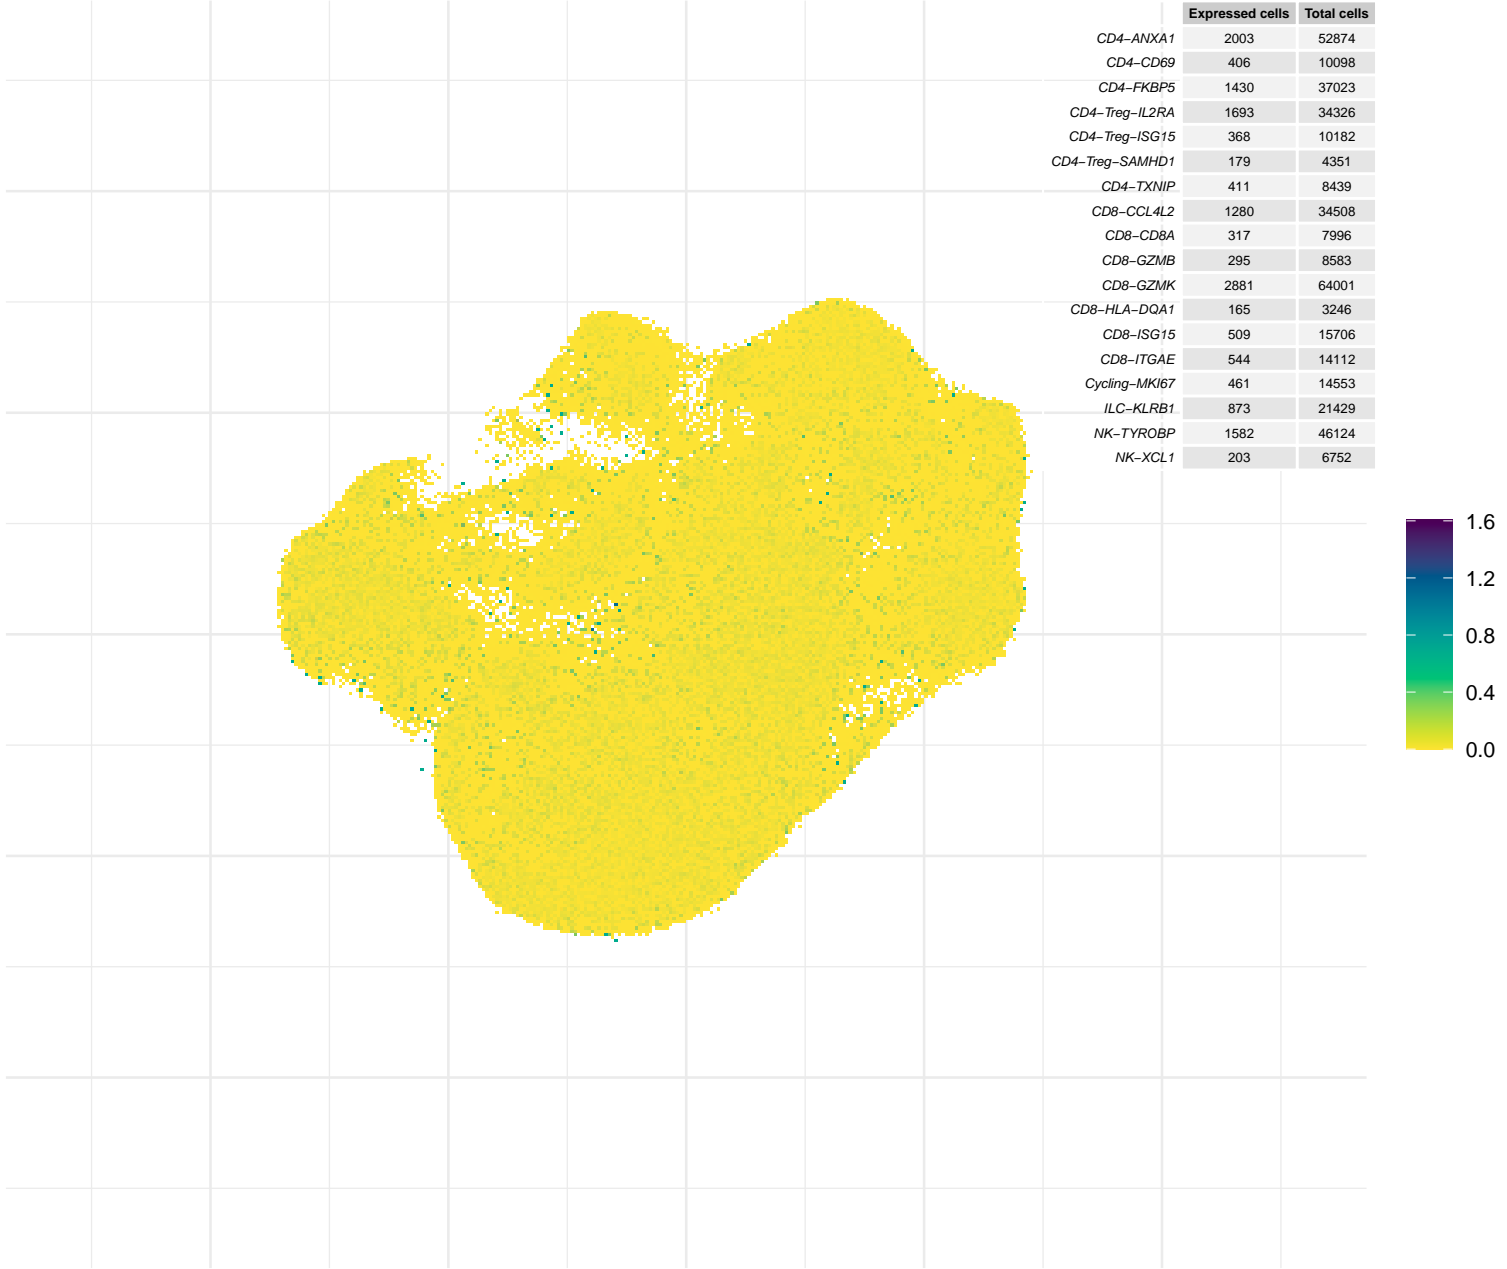 Expressed cells Total cells
CD4−ANXA1 2003 52874
CD4−CD69 406 10098
CD4−FKBP5 1430 37023
CD4−Treg−IL2RA 1693 34326
CD4−Treg−ISG15 368 10182
CD4−Treg−SAMHD1 179 4351
CD4−TXNIP 411 8439
CD8−CCL4L2 1280 34508
CD8−CD8A 317 7996
CD8−GZMB 295 8583
CD8−GZMK 2881 64001
CD8−HLA−DQA1 165 3246
CD8−ISG15 509 15706
CD8−ITGAE 544 14112
Cycling−MKI67 461 14553
ILC−KLRB1 873 21429
NK−TYROBP 1582 46124
NK−XCL1 203 6752
1.6
1.2
0.8
0.4
0.0